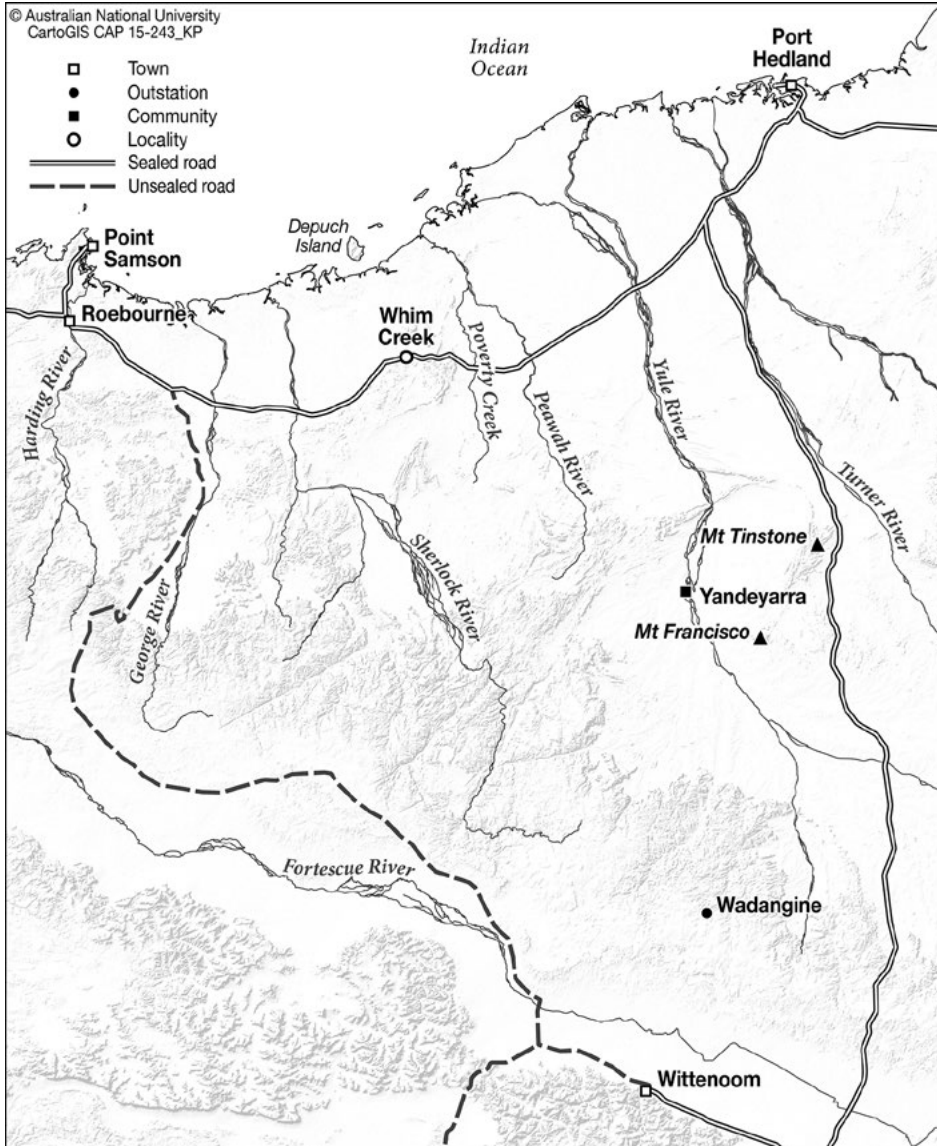 © Australian National University
CartoGIS CAP 15-243_KP
Town
Outstation
Community
Locality
Sealed road
Unsealed road
Indian
Ocean
Port
Hedland
Depuch
Island
Point
Samson
Roebourne
Whim
Creek
Harding River
Poverty Creek
Peawah River
Yule River
Turner River
Mt Tinstone
Sherlock River
George River
Yandeyarra
Mt Francisco
Fortescue River
Wadangine
Wittenoom